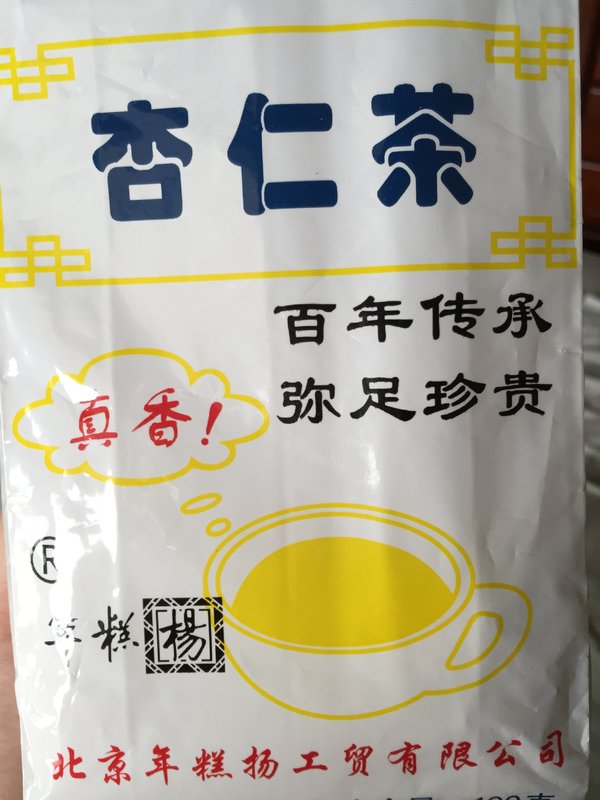 杏仁茶
百年传承
弥足珍贵
真香！
®
年糕楊
北京年糕扬工贸有限公司